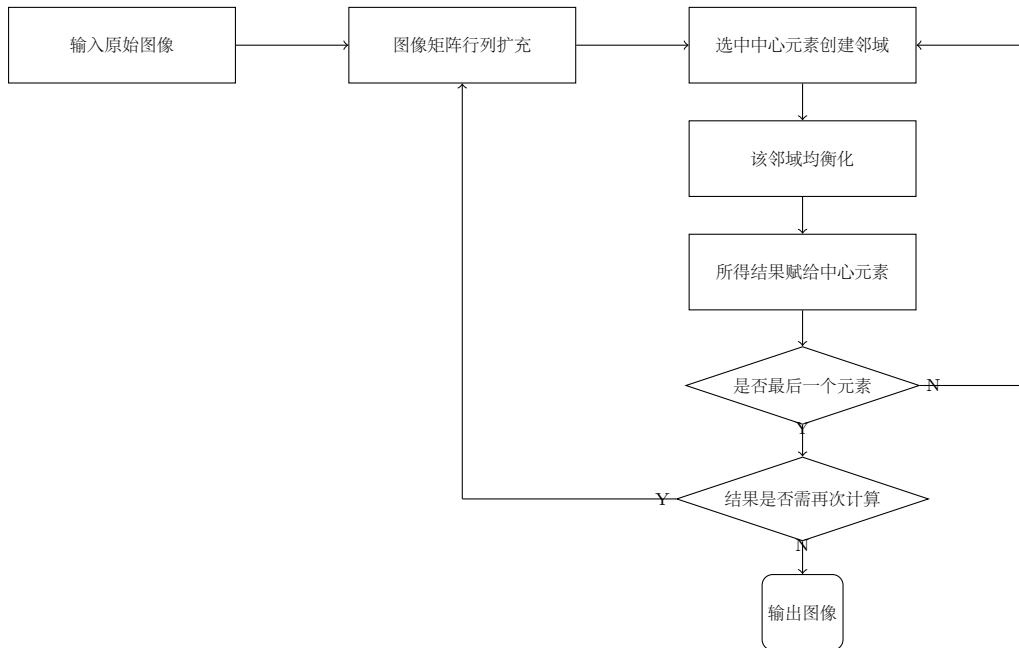 输入原始图像
图像矩阵行列扩充
选中中心元素创建邻域
该邻域均衡化
所得结果赋给中心元素
是否最后一个元素
N
Y
结果是否需再次计算
Y
N
输出图像